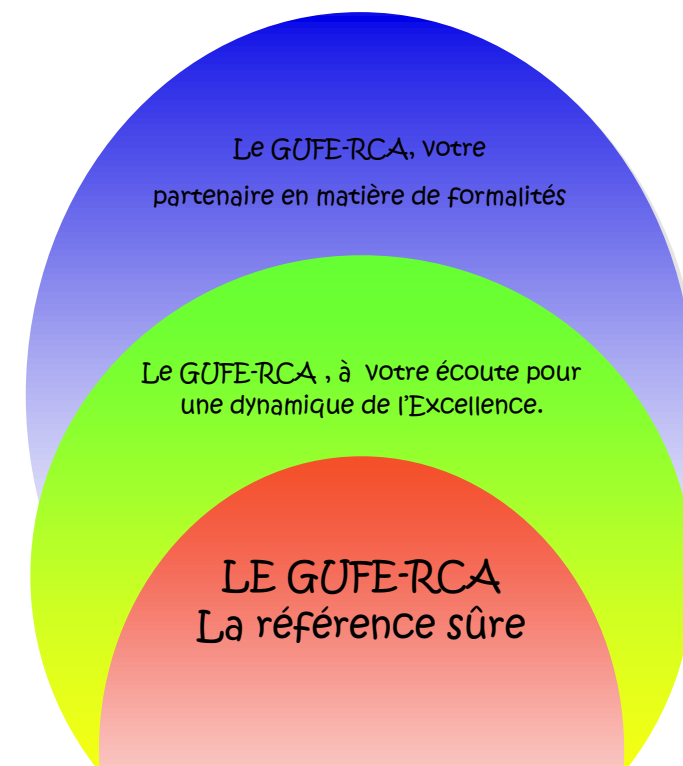 Le GUFE-RCA, votre
partenaire en matière de formalités
Le GUFE-RCA , à votre écoute pour
une dynamique de l'Excellence.
LE GUFE-RCA
La référence sûre